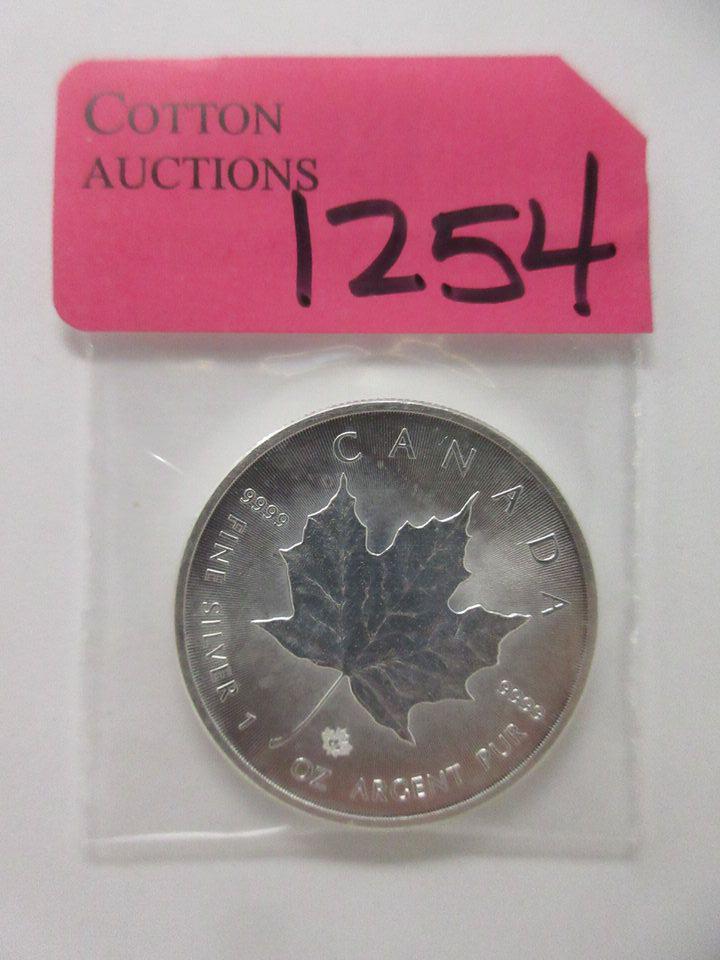 COTTON
AUCTIONS
1254
CANADA
9999
FINE SILVER 1 OZ ARGENT PUR
9999